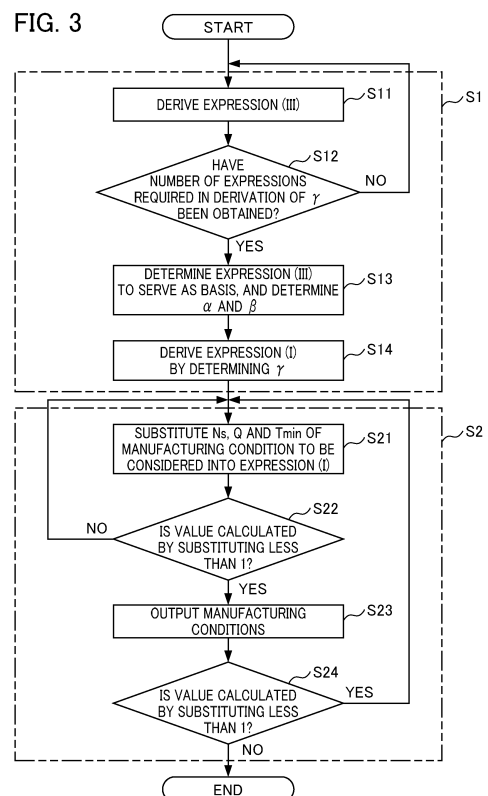 FIG. 3
START
S1
DERIVE EXPRESSION (III)
S11
HAVE
NUMBER OF EXPRESSIONS
REQUIRED IN DERIVATION OF γ
BEEN OBTAINED?
S12
NO
YES
DETERMINE EXPRESSION (III)
TO SERVE AS BASIS, AND DETERMINE
α AND β
S13
DERIVE EXPRESSION (I)
BY DETERMINING γ
S14
S2
SUBSTITUTE Ns, Q AND Tmin OF
MANUFACTURING CONDITION TO BE
CONSIDERED INTO EXPRESSION (I)
S21
S22
NO
IS VALUE CALCULATED
BY SUBSTITUTING LESS
THAN 1?
YES
OUTPUT MANUFACTURING
CONDITIONS
S23
S24
IS VALUE CALCULATED
BY SUBSTITUTING LESS
THAN 1?
YES
NO
END